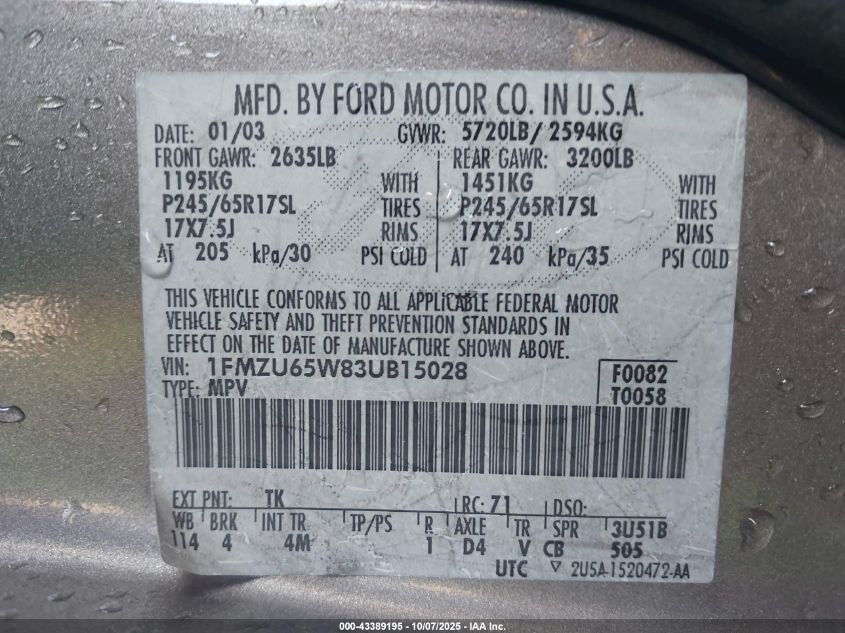 MFD. BY FORD MOTOR CO. IN U.S.A.
DATE: 01/03 GVWR: 5720LB/ 2594KG
FRONT GAWR: 2635LB REAR GAWR: 3200LB
1195KG WITH 1451KG WITH
P245/65R17SL TIRES P245/65R17SL TIRES
17X7.5J RIMS 17X7.5J RIMS
AT 205 kPa/30 PSI COLD AT 240 kPa/35 PSI COLD
THIS VEHICLE CONFORMS TO ALL APPLICABLE FEDERAL MOTOR
VEHICLE SAFETY AND THEFT PREVENTION STANDARDS IN
EFFECT ON THE DATE OF MANUFACTURE SHOWN ABOVE.
VIN: 1FMZU65W83UB15028 F0082
TYPE: MPV T0058
EXT PNT: TK RC: 71 DSO:
WB BRK INT TR TP/PS R AXLE TR SPR 3U51B
114 4 4M 1 D4 V CB 505
UTC ▽ 2U5A-1520472-AA
000-43389195 - 10/07/2025 - IAA Inc.